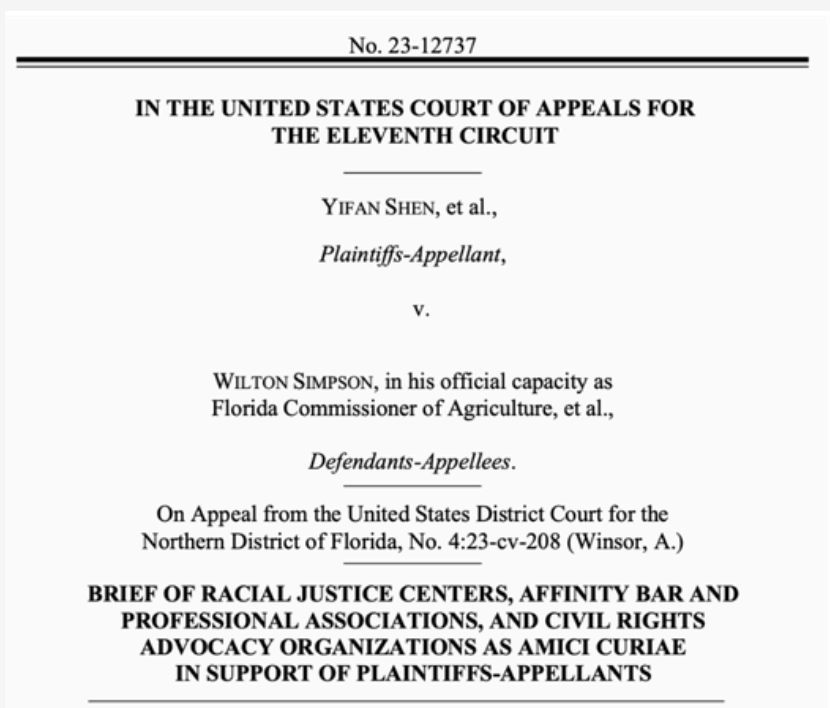 No. 23-12737
IN THE UNITED STATES COURT OF APPEALS FOR
THE ELEVENTH CIRCUIT
YIFAN SHEN, et al.,
Plaintiffs-Appellant,
v.
WILTON SIMPSON, in his official capacity as
Florida Commissioner of Agriculture, et al.,
Defendants-Appellees.
On Appeal from the United States District Court for the
Northern District of Florida, No. 4:23-cv-208 (Winsor, A.)
BRIEF OF RACIAL JUSTICE CENTERS, AFFINITY BAR AND
PROFESSIONAL ASSOCIATIONS, AND CIVIL RIGHTS
ADVOCACY ORGANIZATIONS AS AMICI CURIAE
IN SUPPORT OF PLAINTIFFS-APPELLANTS